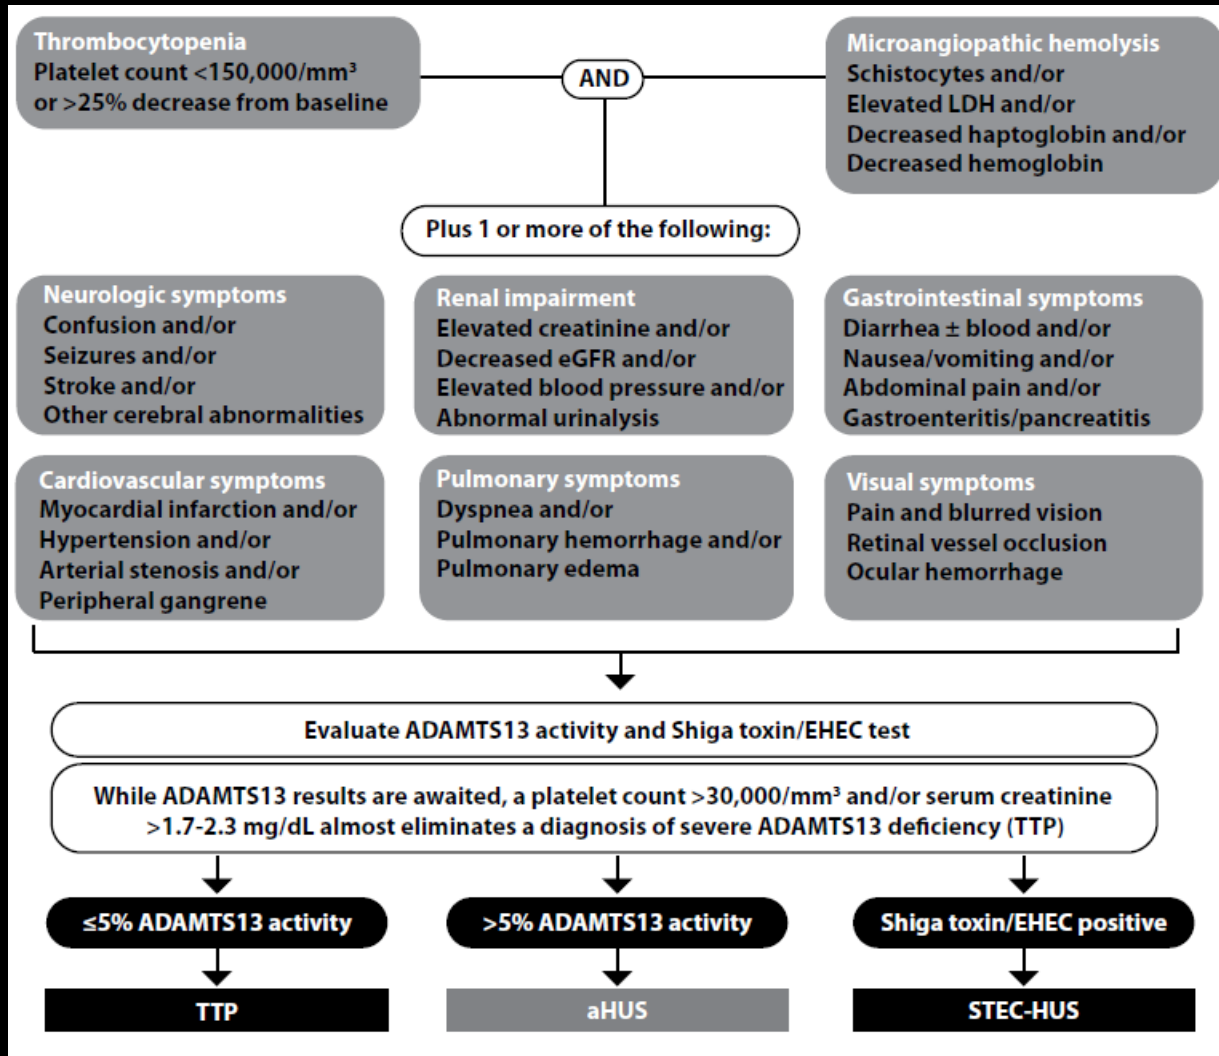 Thrombocytopenia
Platelet count <150,000/mm³
or >25% decrease from baseline
AND
Microangiopathic hemolysis
Schistocytes and/or
Elevated LDH and/or
Decreased haptoglobin and/or
Decreased hemoglobin
Plus 1 or more of the following:
Neurologic symptoms
Confusion and/or
Seizures and/or
Stroke and/or
Other cerebral abnormalities
Renal impairment
Elevated creatinine and/or
Decreased eGFR and/or
Elevated blood pressure and/or
Abnormal urinalysis
Gastrointestinal symptoms
Diarrhea ± blood and/or
Nausea/vomiting and/or
Abdominal pain and/or
Gastroenteritis/pancreatitis
Cardiovascular symptoms
Myocardial infarction and/or
Hypertension and/or
Arterial stenosis and/or
Peripheral gangrene
Pulmonary symptoms
Dyspnea and/or
Pulmonary hemorrhage and/or
Pulmonary edema
Visual symptoms
Pain and blurred vision
Retinal vessel occlusion
Ocular hemorrhage
Evaluate ADAMTS13 activity and Shiga toxin/EHEC test
While ADAMTS13 results are awaited, a platelet count >30,000/mm³ and/or serum creatinine
>1.7-2.3 mg/dL almost eliminates a diagnosis of severe ADAMTS13 deficiency (TTP)
≤5% ADAMTS13 activity
>5% ADAMTS13 activity
Shiga toxin/EHEC positive
TTP
aHUS
STEC-HUS